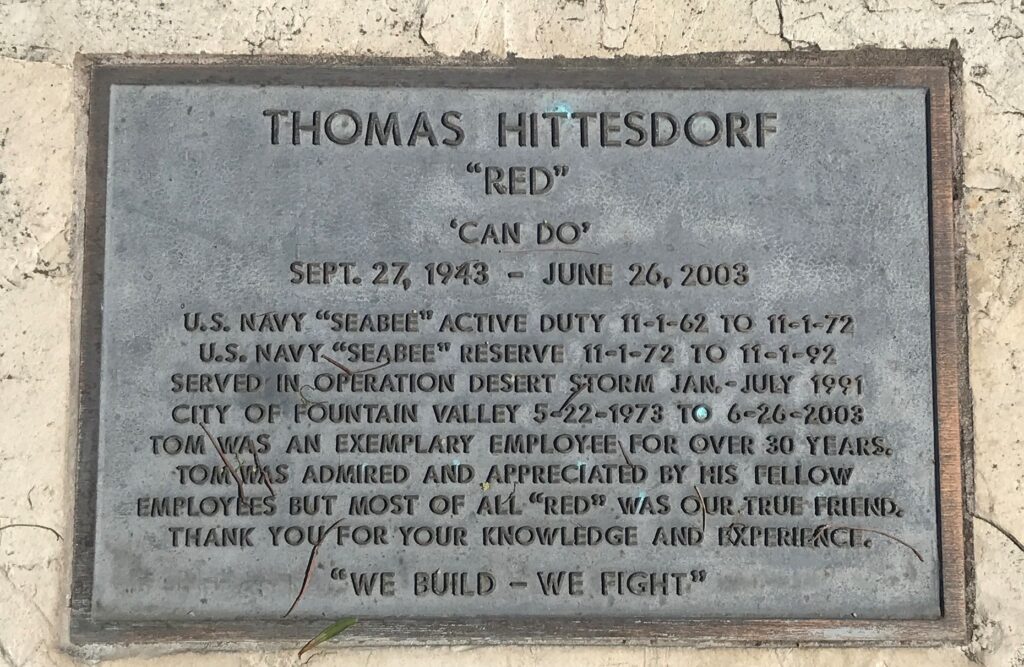 THOMAS HITTESDORF
"RED"
'CAN DO'
SEPT. 27, 1943 - JUNE 26, 2003
U.S. NAVY "SEABEE" ACTIVE DUTY 11-1-62 TO 11-1-72
U.S. NAVY "SEABEE" RESERVE 11-1-72 TO 11-1-92
SERVED IN OPERATION DESERT STORM JAN.-JULY 1991
CITY OF FOUNTAIN VALLEY 5-22-1973 TO 6-26-2003
TOM WAS AN EXEMPLARY EMPLOYEE FOR OVER 30 YEARS.
TOM WAS ADMIRED AND APPRECIATED BY HIS FELLOW
EMPLOYEES BUT MOST OF ALL "RED" WAS OUR TRUE FRIEND.
THANK YOU FOR YOUR KNOWLEDGE AND EXPERIENCE.
"WE BUILD - WE FIGHT"